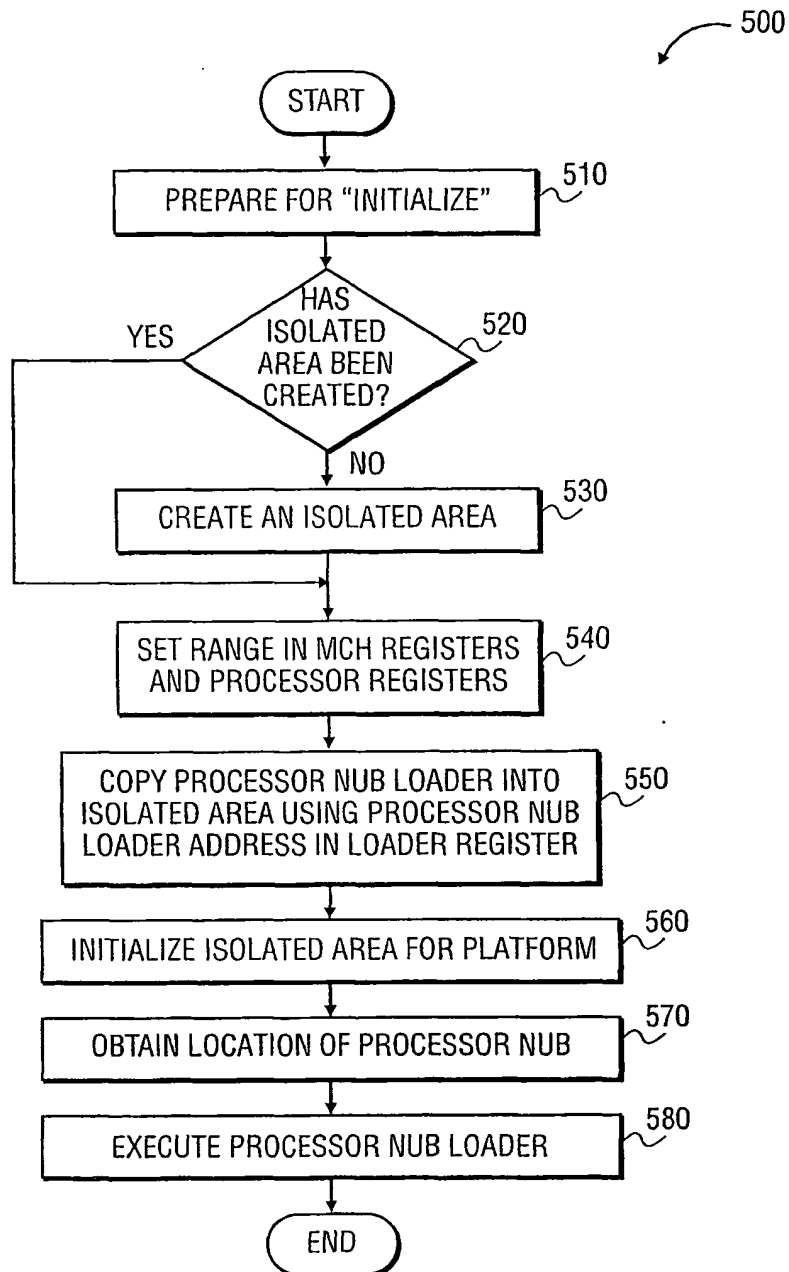 500
START
PREPARE FOR “INITIALIZE”
510
HAS
ISOLATED
AREA BEEN
CREATED?
520
YES
NO
CREATE AN ISOLATED AREA
530
SET RANGE IN MCH REGISTERS
AND PROCESSOR REGISTERS
540
COPY PROCESSOR NUB LOADER INTO
ISOLATED AREA USING PROCESSOR NUB
LOADER ADDRESS IN LOADER REGISTER
550
INITIALIZE ISOLATED AREA FOR PLATFORM
560
OBTAIN LOCATION OF PROCESSOR NUB
570
EXECUTE PROCESSOR NUB LOADER
580
END